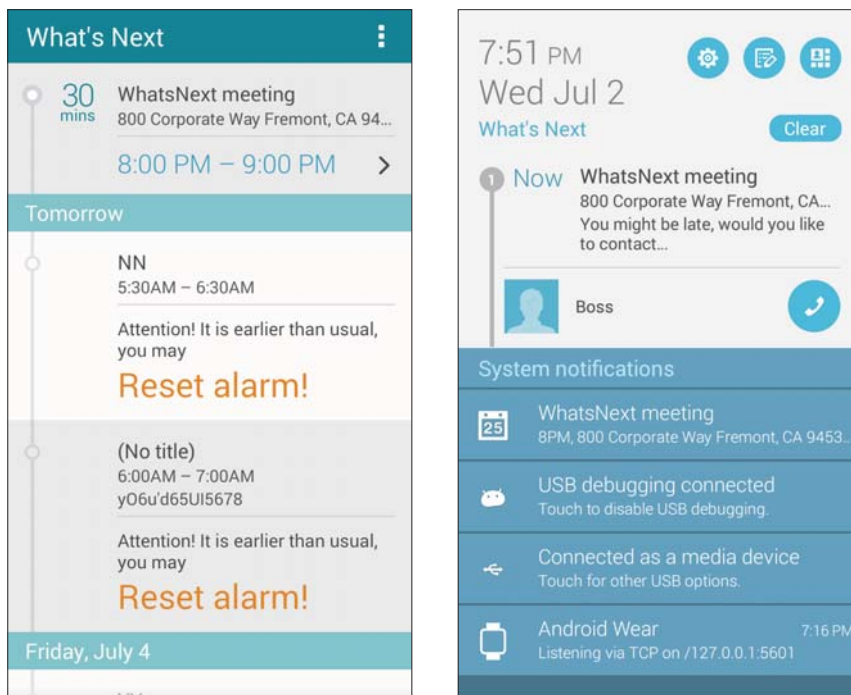 What's Next
30
mins
WhatsNext meeting
800 Corporate Way Fremont, CA 94...
8:00 PM – 9:00 PM
Tomorrow
NN
5:30AM – 6:30AM
Attention! It is earlier than usual,
you may
Reset alarm!
(No title)
6:00AM – 7:00AM
yO6u'd65UI5678
Attention! It is earlier than usual,
you may
Reset alarm!
Friday, July 4
7:51 PM
Wed Jul 2
What's Next
Clear
1
Now
WhatsNext meeting
800 Corporate Way Fremont, CA...
You might be late, would you like
to contact...
Boss
System notifications
25
WhatsNext meeting
8PM, 800 Corporate Way Fremont, CA 9453...
USB debugging connected
Touch to disable USB debugging.
Connected as a media device
Touch for other USB options.
Android Wear
7:16 PM
Listening via TCP on /127.0.0.1:5601